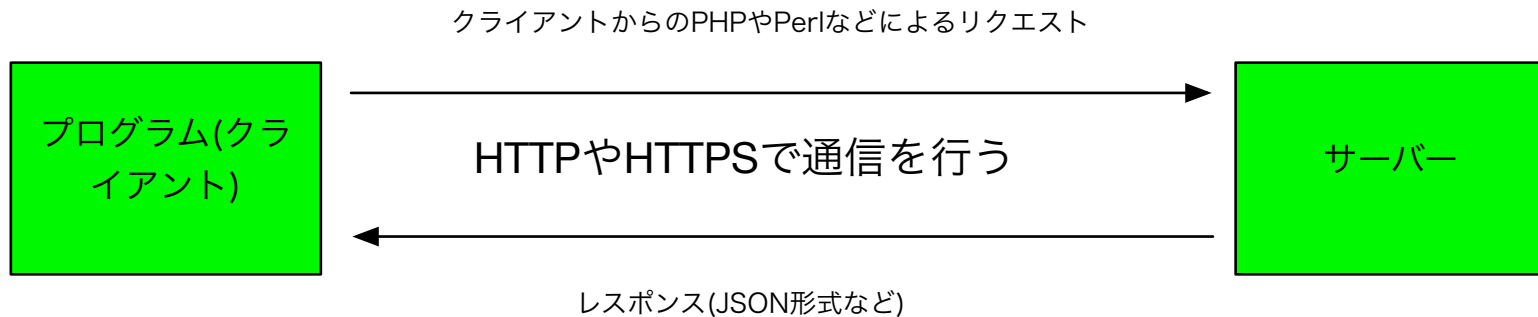 クライアントからのPHPやPerlなどによるリクエスト
プログラム(クラ
イアント)
HTTPやHTTPSで通信を行う
サーバー
レスポンス(JSON形式など)